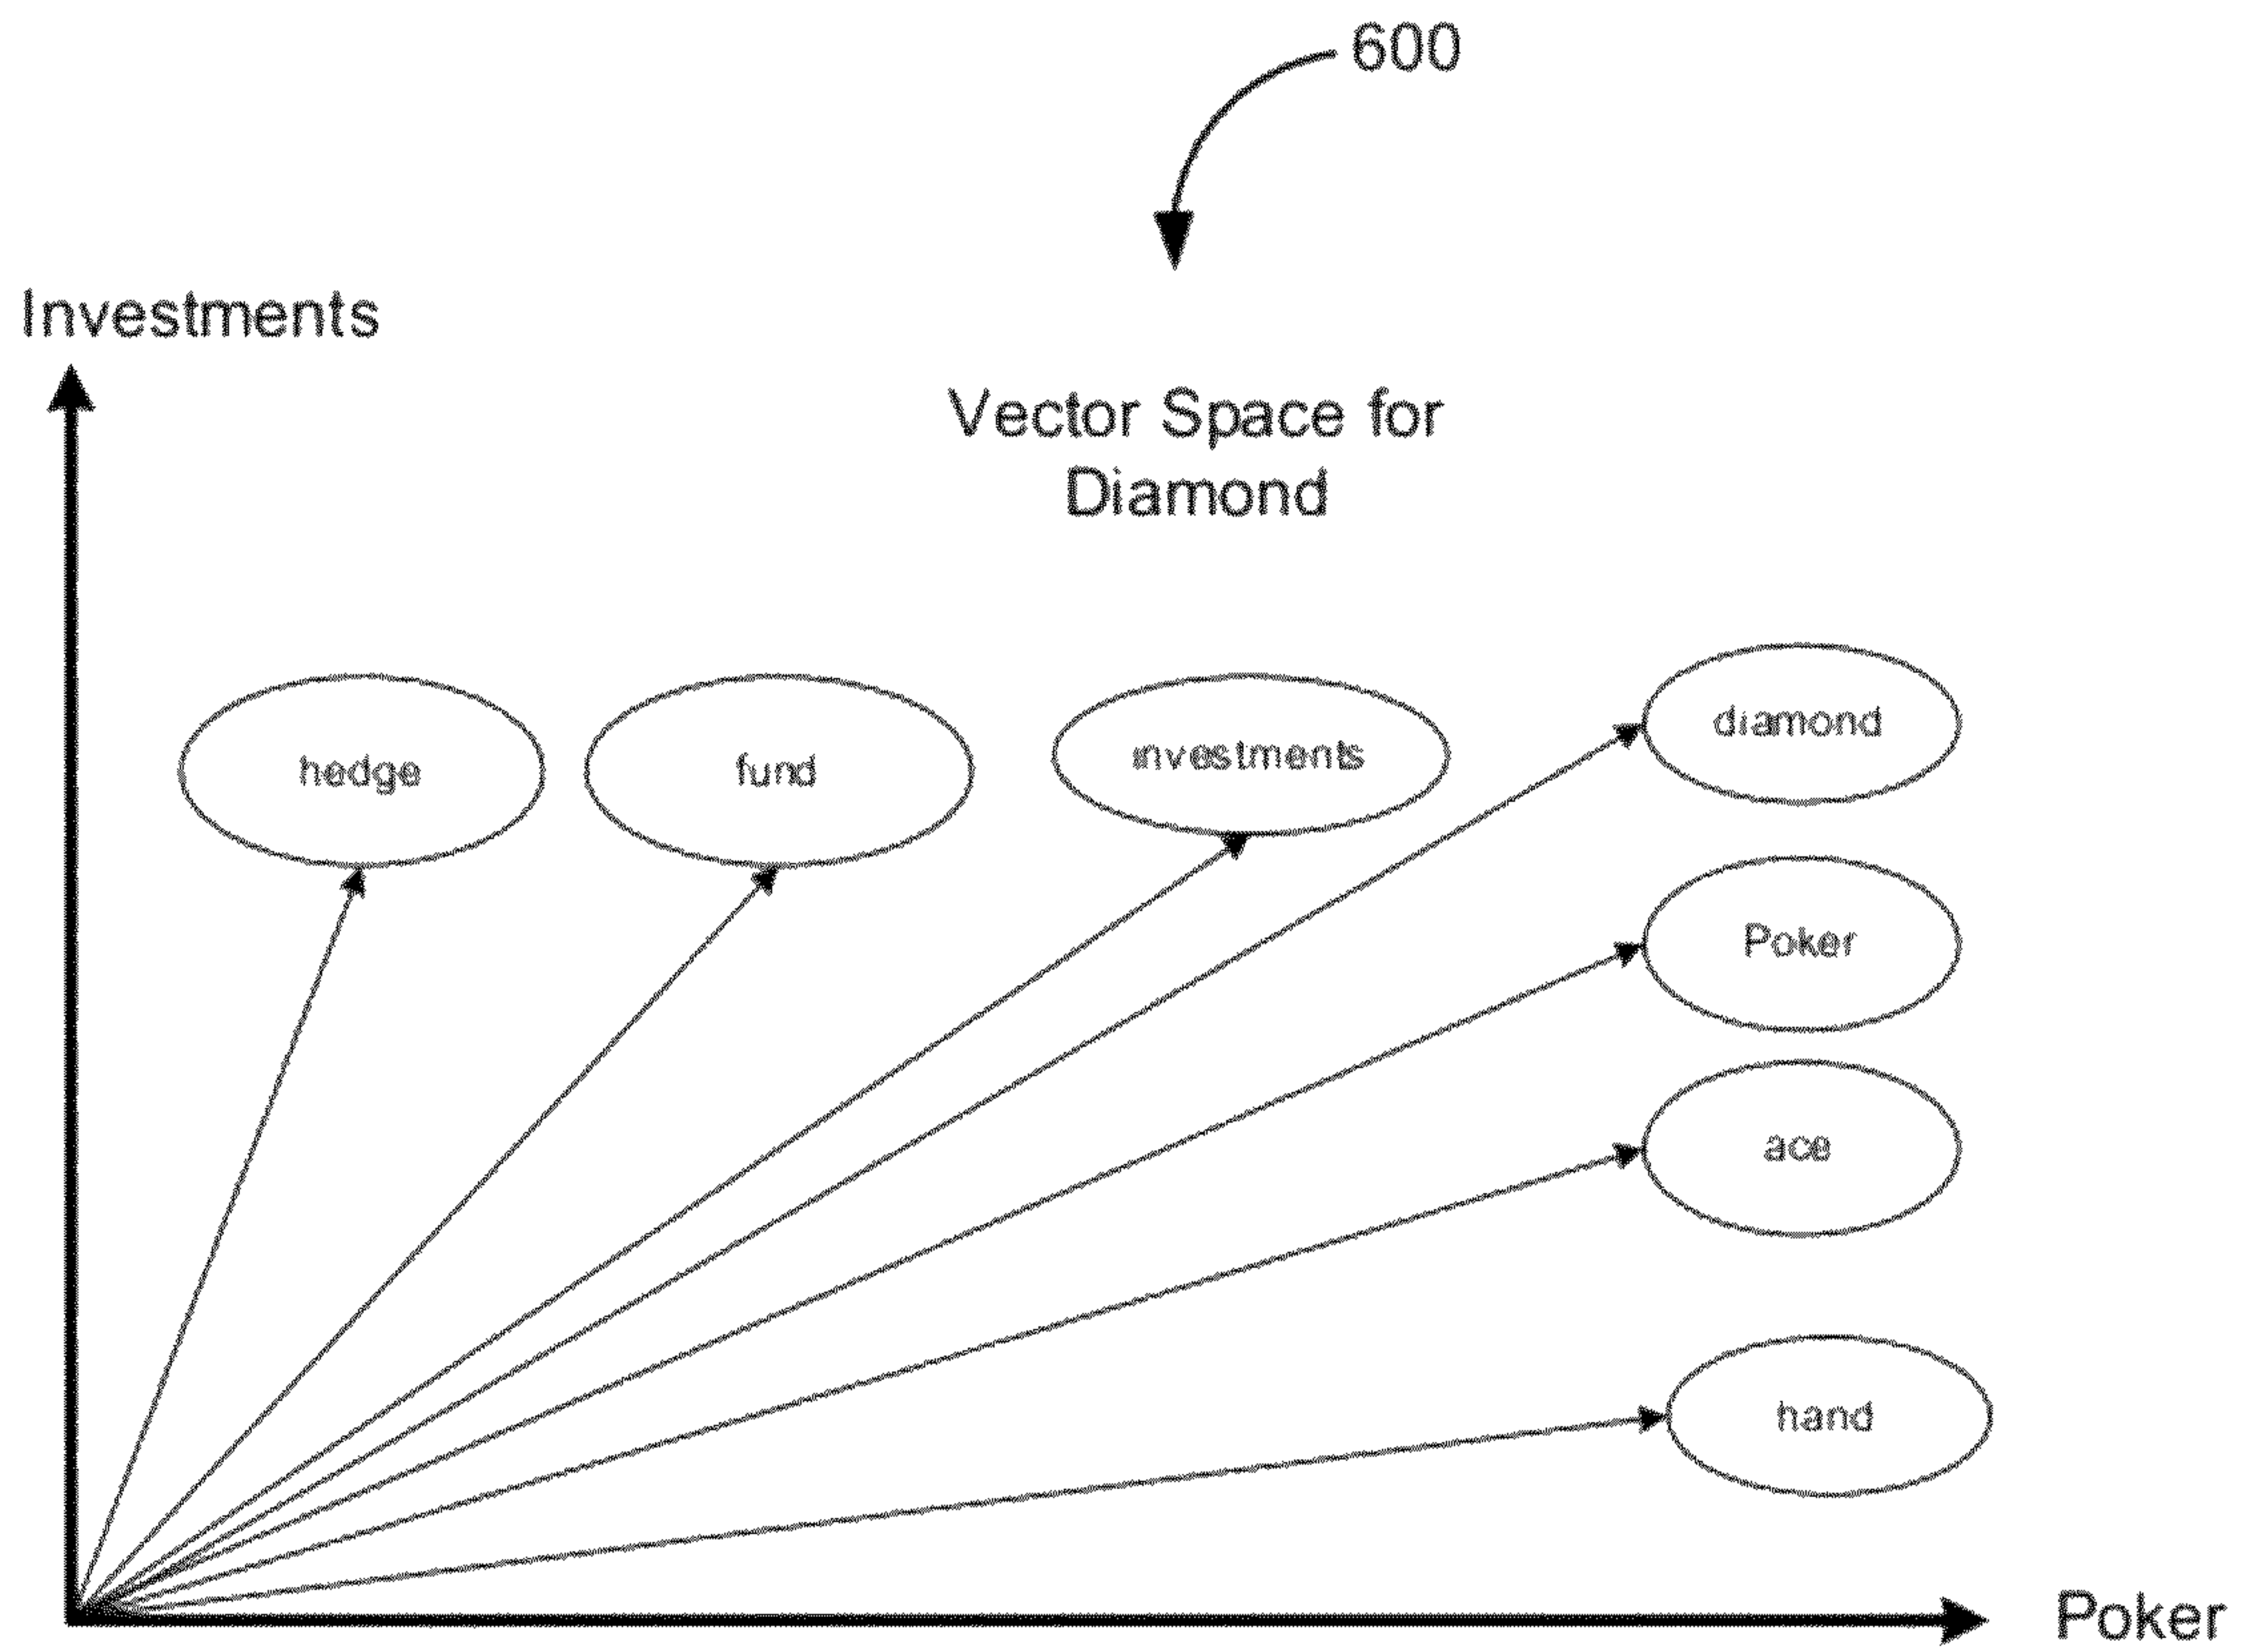 600
Investments
Vector Space for
Diamond
hedge
fund
investments
diamond
Poker
ace
hand
Poker